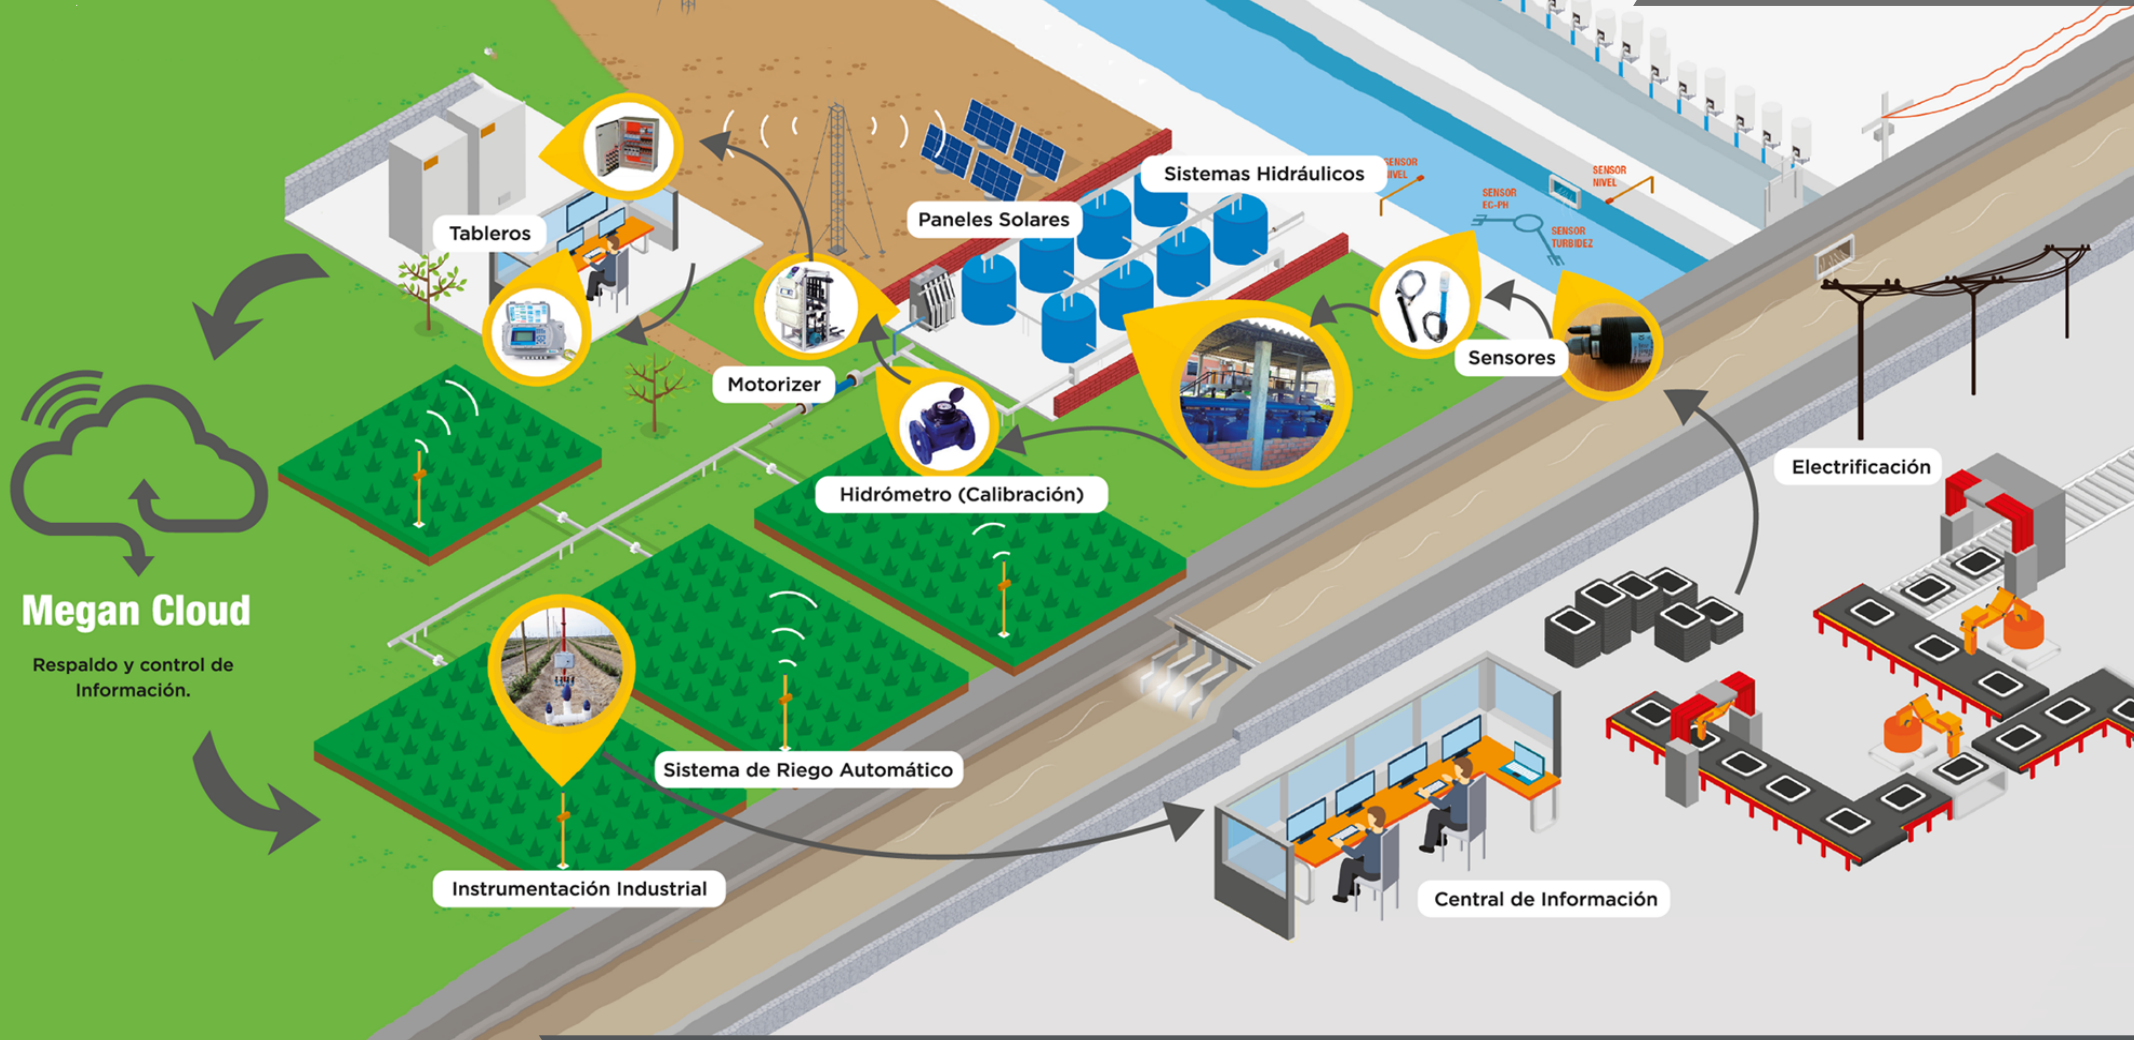 Sistemas Hidráulicos
SENSOR
NIVEL
SENSOR
NIVEL
SENSOR
EC-PH
SENSOR
TURBIDEZ
Paneles Solares
Tableros
Sensores
Motorizer
Electrificación
Hidrómetro (Calibración)
Megan Cloud
Respaldo y control de
Información.
Sistema de Riego Automático
Instrumentación Industrial
Central de Información